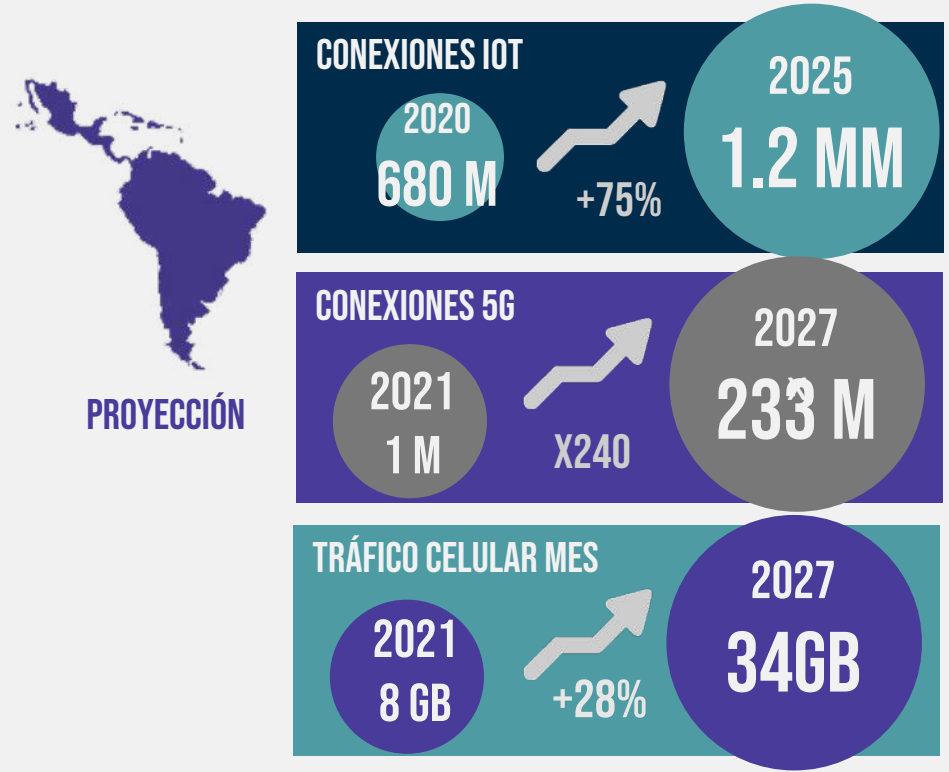 PROYECCIÓN
CONEXIONES IOT
2020
680 M
+75%
2025
1.2 MM
CONEXIONES 5G
2021
1 M
X240
2027
233 M
TRÁFICO CELULAR MES
2021
8 GB
+28%
2027
34GB